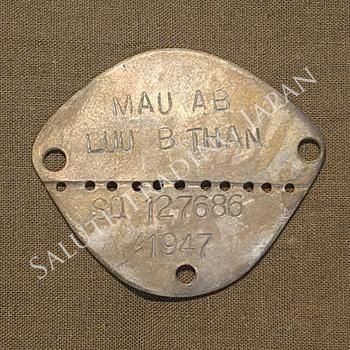 MAU AB
LUU B THAN
SQ 127686
1947
SALUTE TRADING JAPAN